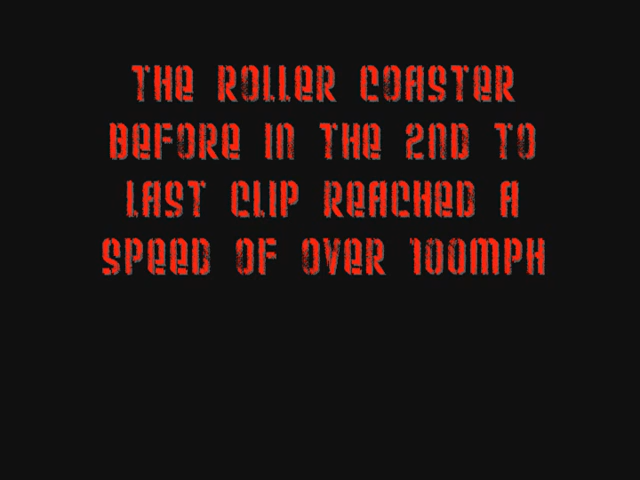 THE ROLLER COASTER
BEFORE IN THE 2ND TO
LAST CLIP REACHED A
SPEED OF OVER 100MPH